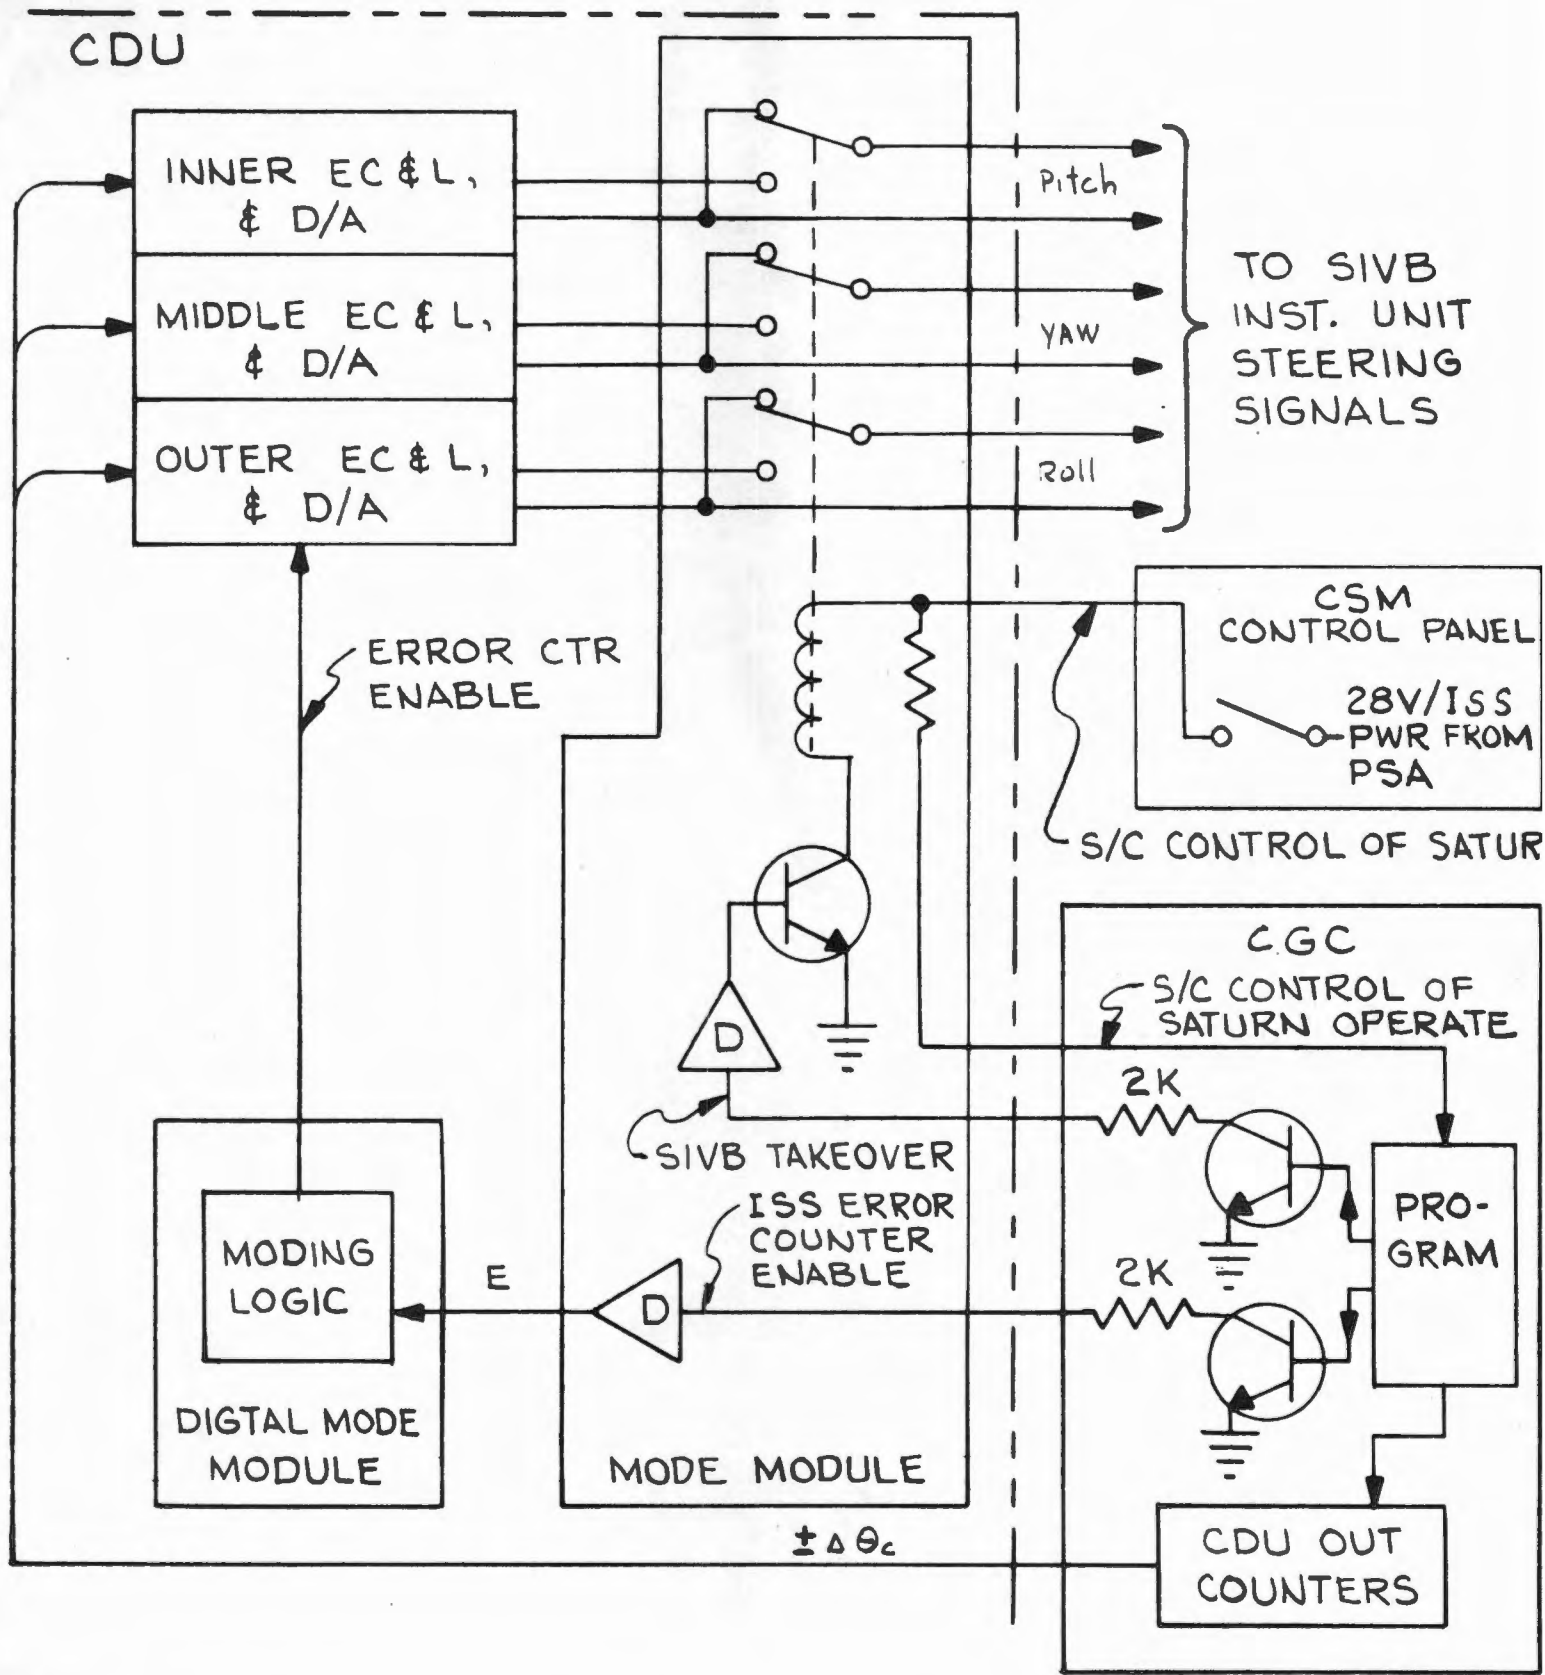 CDU
INNER EC & L,
& D/A
MIDDLE EC & L,
& D/A
OUTER EC & L,
& D/A
Pitch
YAW
Roll
TO SIVB
INST. UNIT
STEERING
SIGNALS
ERROR CTR
ENABLE
CSM
CONTROL PANEL
28V/ISS
PWR FROM
PSA
S/C CONTROL OF SATUR
CGC
S/C CONTROL OF
SATURN OPERATE
D
2K
SIVB TAKEOVER
ISS ERROR
COUNTER
ENABLE
PRO-
GRAM
MODING
LOGIC
E
D
2K
DIGTAL MODE
MODULE
MODE MODULE
± Δ θc
CDU OUT
COUNTERS